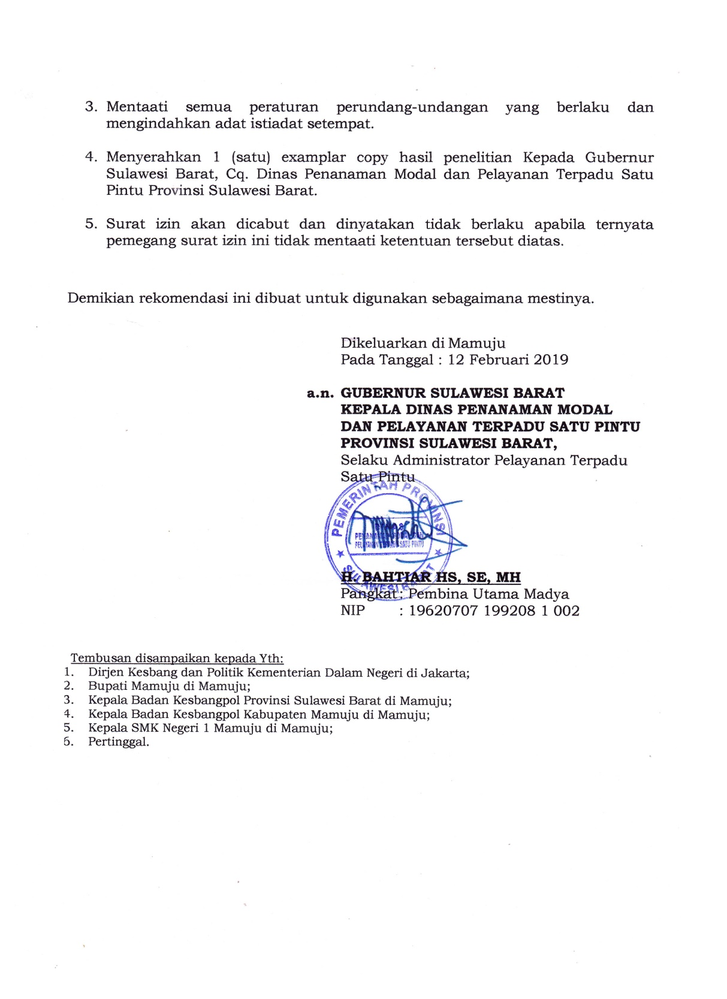 3. Mentaati semua peraturan perundang-undangan yang berlaku dan
mengindahkan adat istiadat setempat.
4. Menyerahkan 1 (satu) examplar copy hasil penelitian Kepada Gubernur
Sulawesi Barat, Cq. Dinas Penanaman Modal dan Pelayanan Terpadu Satu
Pintu Provinsi Sulawesi Barat.
5. Surat izin akan dicabut dan dinyatakan tidak berlaku apabila ternyata
pemegang surat izin ini tidak mentaati ketentuan tersebut diatas.
Demikian rekomendasi ini dibuat untuk digunakan sebagaimana mestinya.
Dikeluarkan di Mamuju
Pada Tanggal : 12 Februari 2019
a.n. GUBERNUR SULAWESI BARAT
KEPALA DINAS PENANAMAN MODAL
DAN PELAYANAN TERPADU SATU PINTU
PROVINSI SULAWESI BARAT,
Selaku Administrator Pelayanan Terpadu
Satu Pintu
PEMERINTAH PROVINSI
SATU PINTU
SULAWESI BARAT
H. BAHTIAR HS, SE, MH
Pangkat : Pembina Utama Madya
NIP : 19620707 199208 1 002
Tembusan disampaikan kepada Yth:
1. Dirjen Kesbang dan Politik Kementerian Dalam Negeri di Jakarta;
2. Bupati Mamuju di Mamuju;
3. Kepala Badan Kesbangpol Provinsi Sulawesi Barat di Mamuju;
4. Kepala Badan Kesbangpol Kabupaten Mamuju di Mamuju;
5. Kepala SMK Negeri 1 Mamuju di Mamuju;
6. Pertinggal.